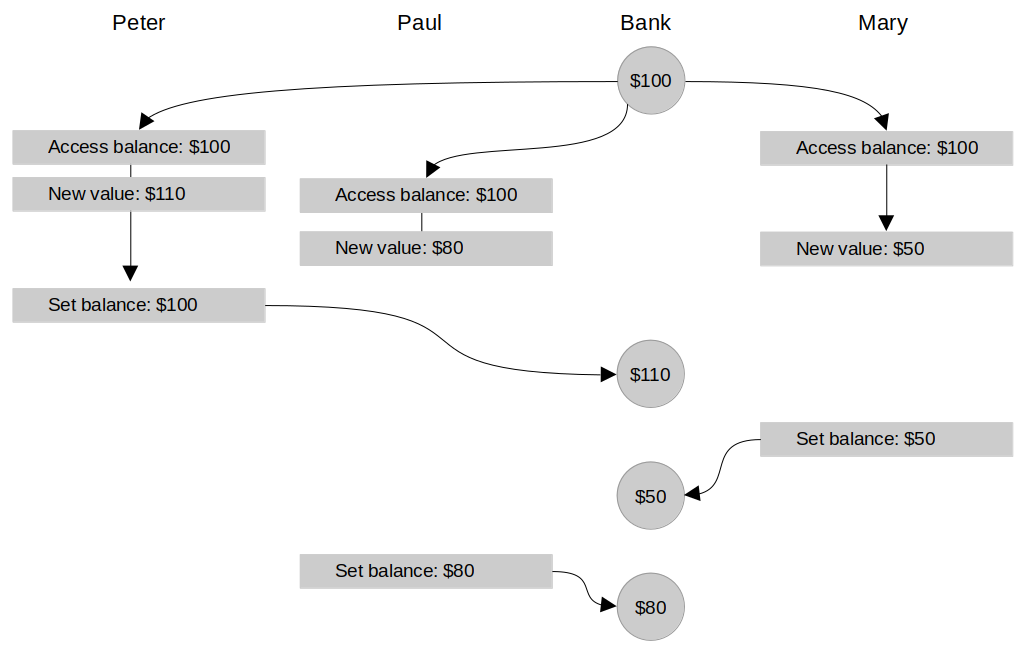 Peter
Paul
Bank
Mary
$100
Access balance: $100
Access balance: $100
New value: $110
Access balance: $100
New value: $80
New value: $50
Set balance: $100
$110
Set balance: $50
$50
Set balance: $80
$80